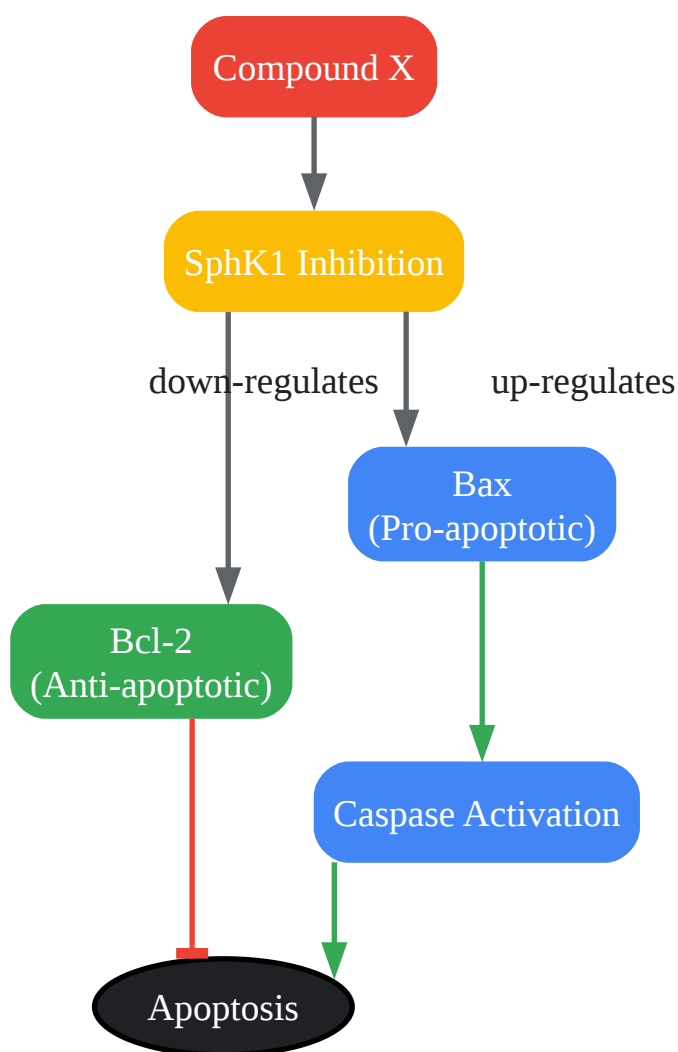 Compound X
SphK1 Inhibition
down-regulates
up-regulates
Bax
(Pro-apoptotic)
Bcl-2
(Anti-apoptotic)
Caspase Activation
Apoptosis